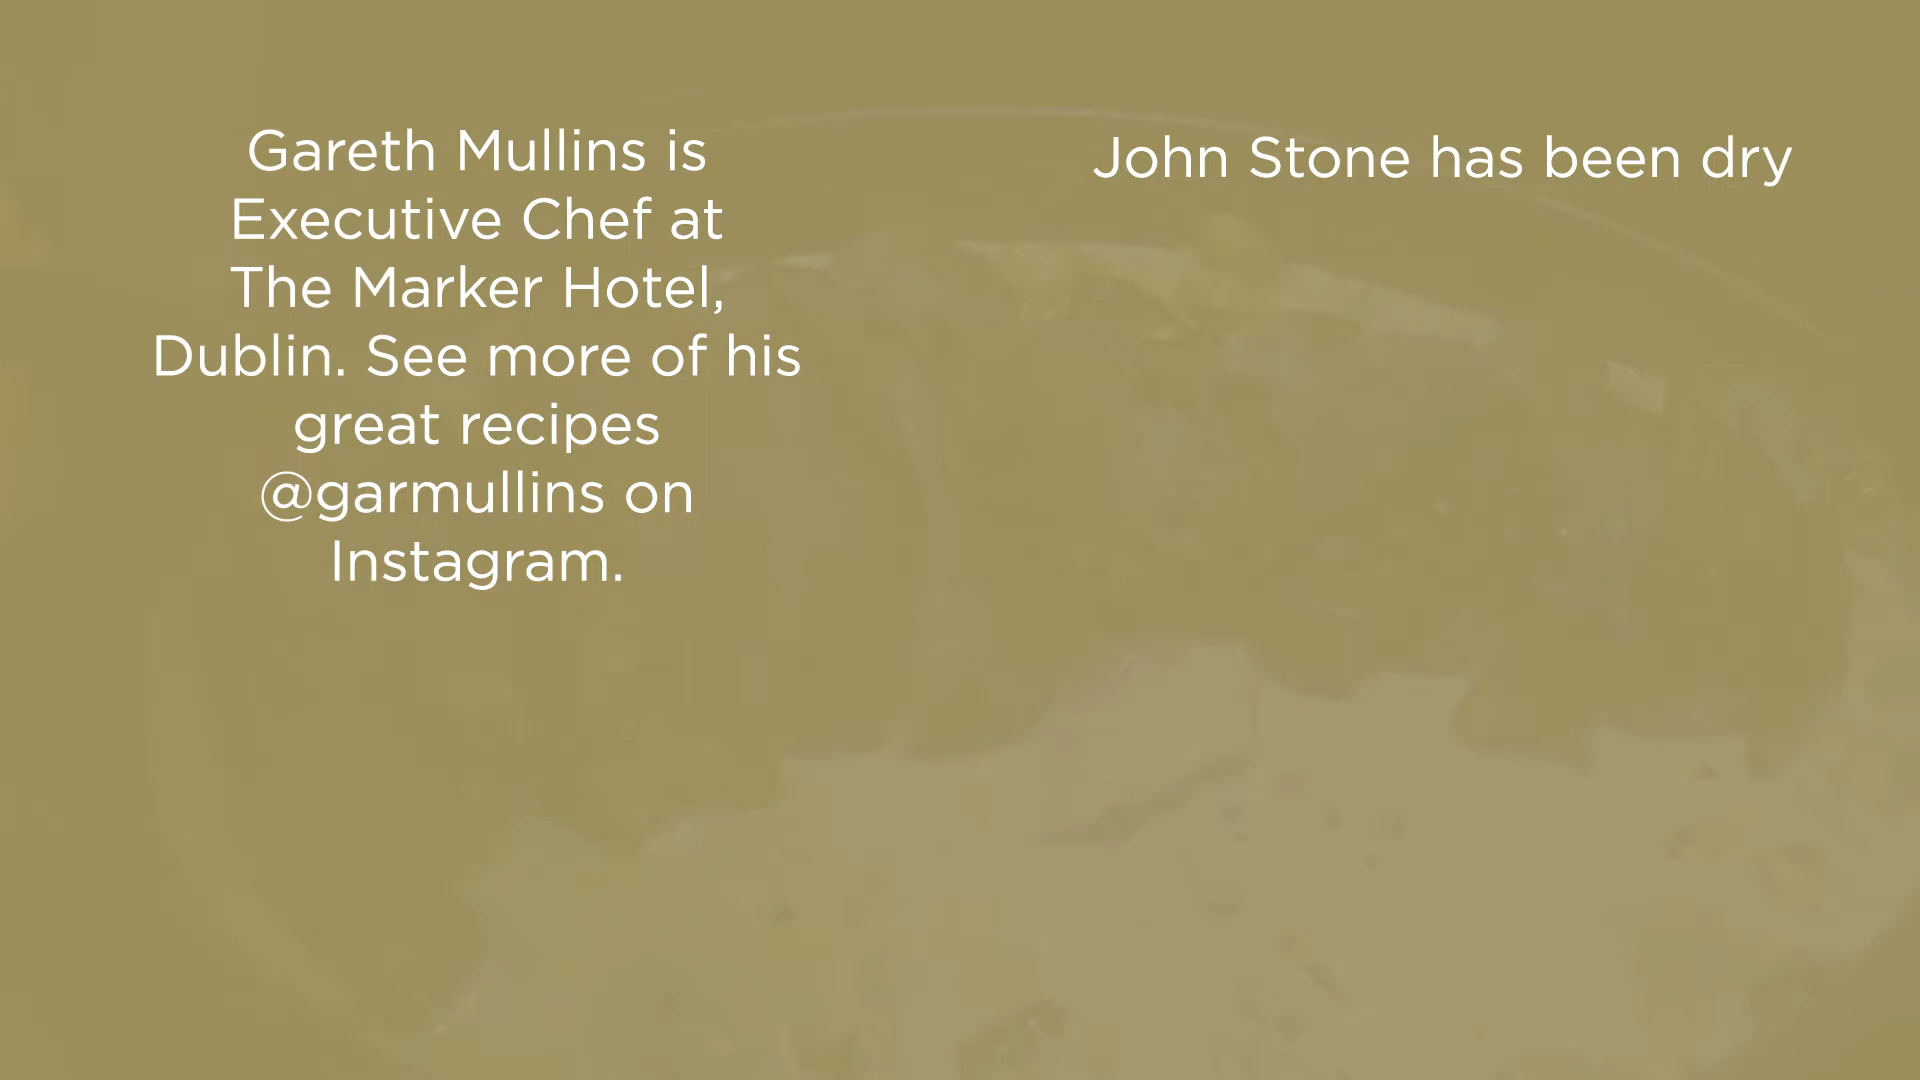 Gareth Mullins is
Executive Chef at
The Marker Hotel,
Dublin. See more of his
great recipes
@garmullins on
Instagram.
John Stone has been dry